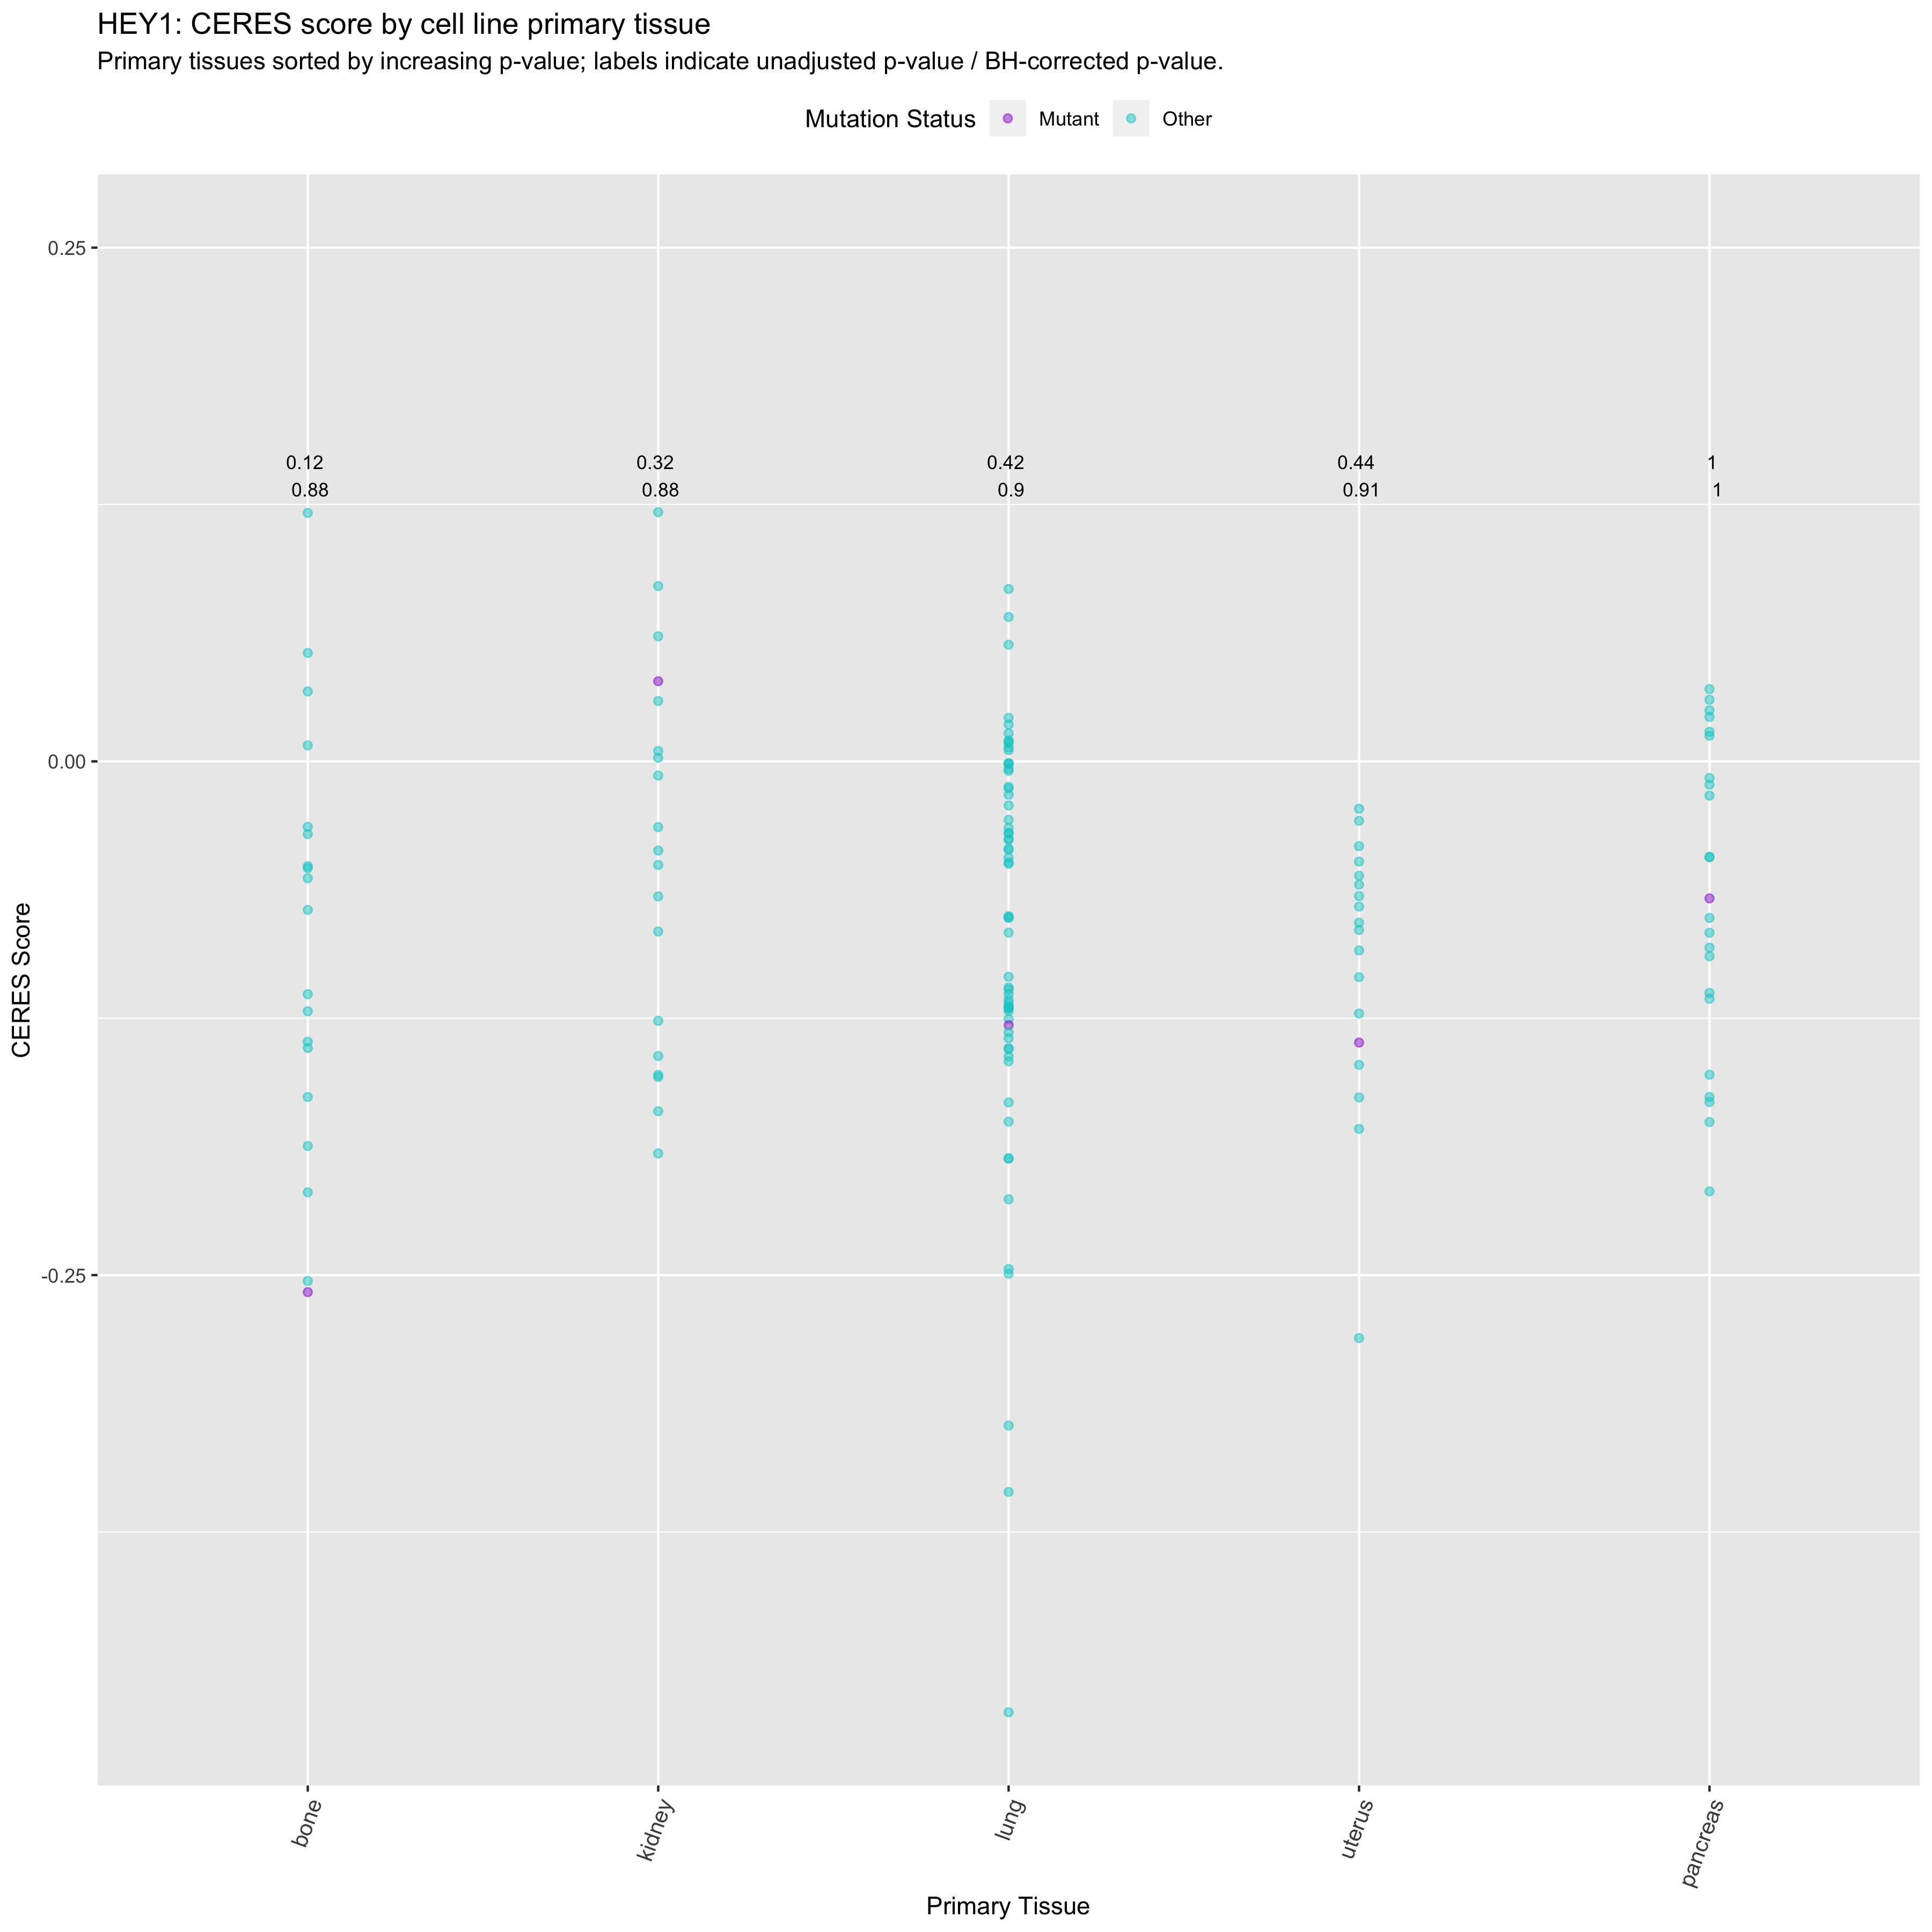 HEY1: CERES score by cell line primary tissue
Primary tissues sorted by increasing p-value; labels indicate unadjusted p-value / BH-corrected p-value.
Mutation Status Mutant Other
0.25
0.12 0.32 0.42 0.44 1
0.88 0.88 0.9 0.91 1
0.00
CERES Score
-0.25
bone kidney lung uterus pancreas
Primary Tissue